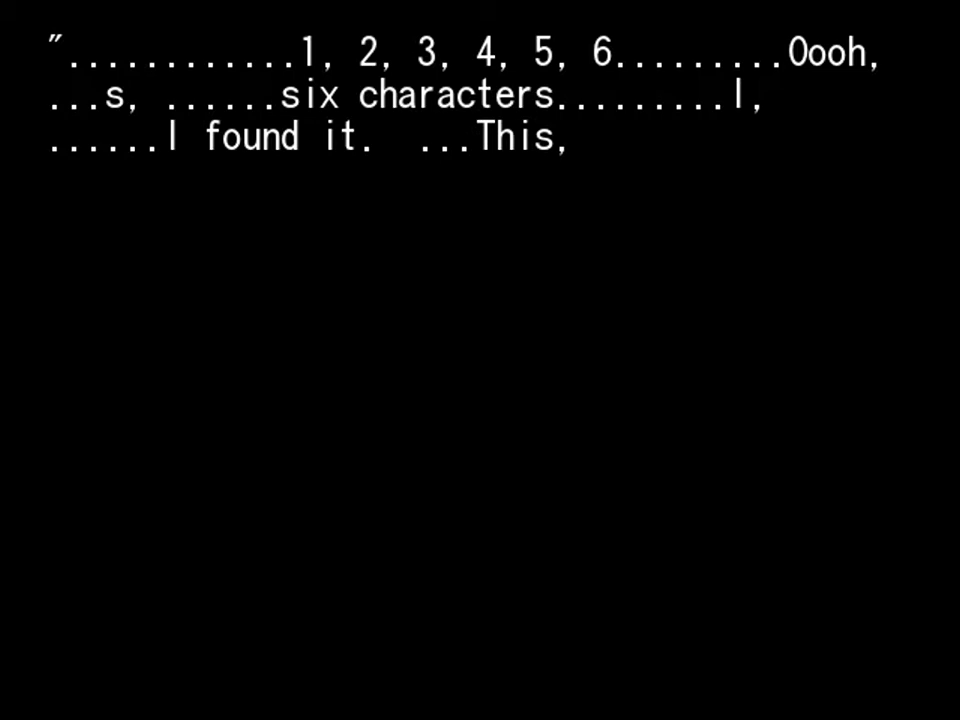 "............1, 2, 3, 4, 5, 6.........Oooh,
...s, ......six characters.........I,
......I found it.  ...This,